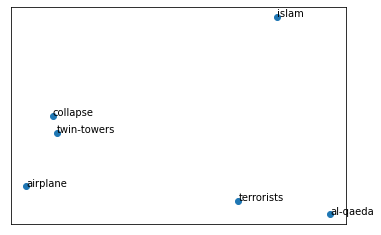 islam
collapse
twin-towers
airplane
terrorists
al-qaeda